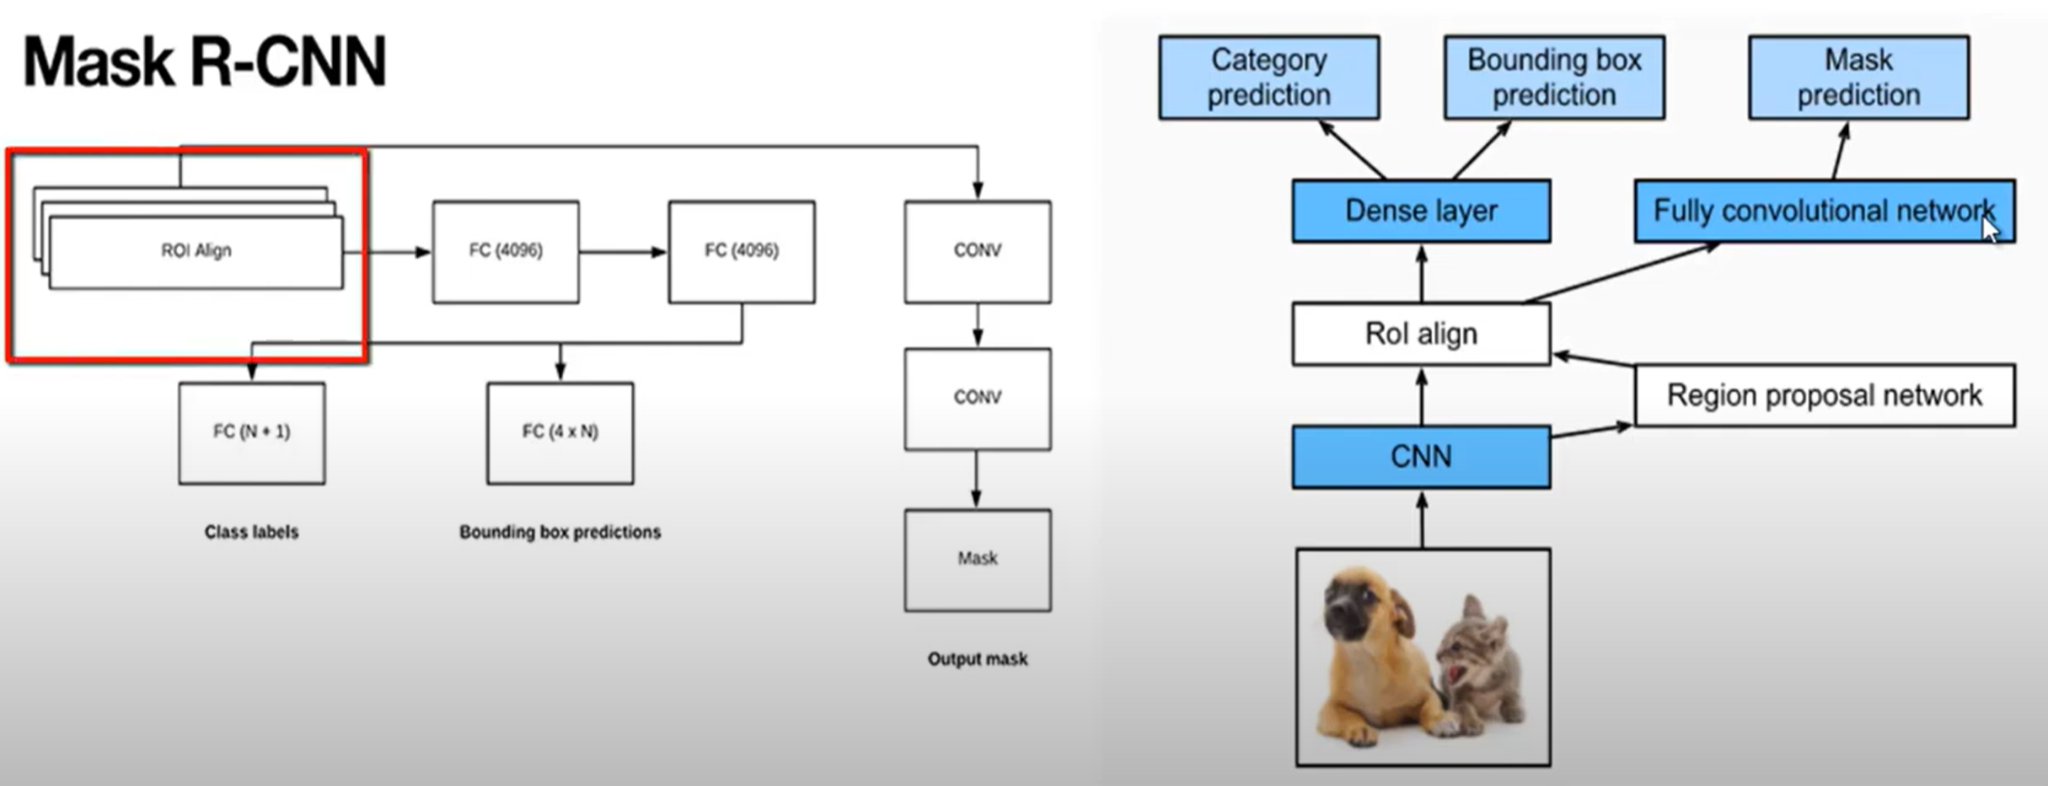 Mask R-CNN
ROI Align
FC (4096)
FC (4096)
CONV
CONV
FC (N + 1)
FC (4 x N)
Class labels
Bounding box predictions
Mask
Output mask
Category
prediction
Bounding box
prediction
Mask
prediction
Dense layer
Fully convolutional network
RoI align
Region proposal network
CNN